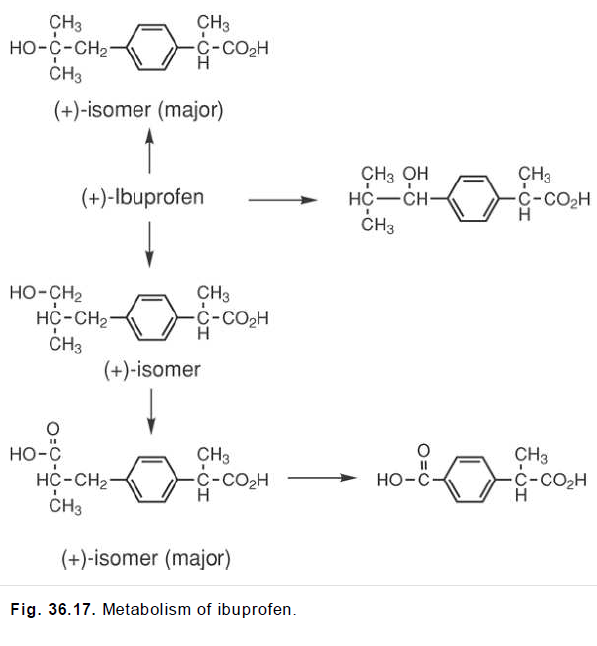 CH3 CH3
HO-C-CH2 C-CO2H
CH3 H
(+)-isomer (major)
CH3 OH CH3
(+)-Ibuprofen HC CH C-CO2H
CH3 H
HO-CH2 CH3
HC-CH2 C-CO2H
CH3 H
(+)-isomer
O
HO-C CH3
HC-CH2 C-CO2H
CH3 H
O CH3
HO-C C-CO2H
H
(+)-isomer (major)
Fig. 36.17. Metabolism of ibuprofen.